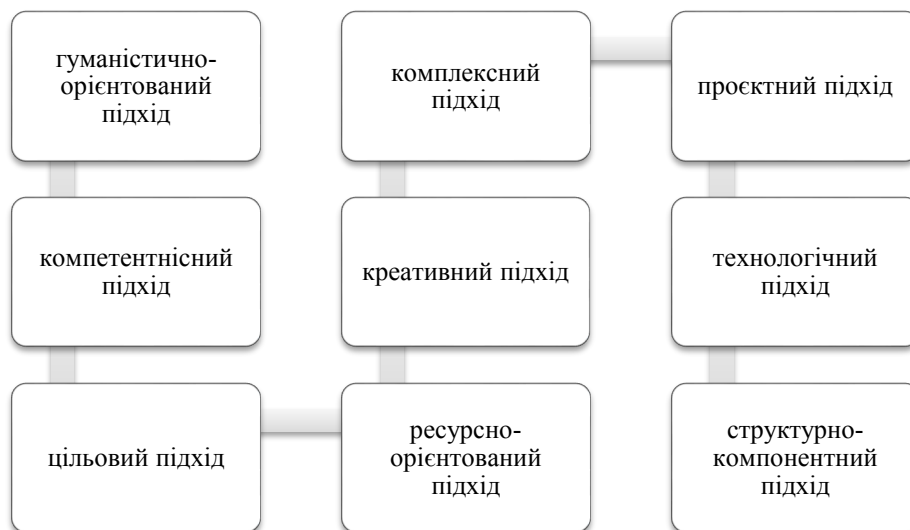 гуманістично-
орієнтований
підхід
компетентнісний
підхід
цільовий підхід
ресурсно-
орієнтований
підхід
креативний підхід
комплексний
підхід
проєктний підхід
технологічний
підхід
структурно-
компонентний
підхід